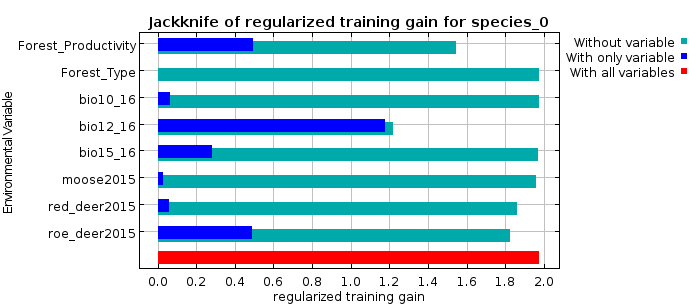 Jackknife of regularized training gain for species_0
Without variable
With only variable
With all variables
Environmental Variable
Forest_Productivity
Forest_Type
bio10_16
bio12_16
bio15_16
moose2015
red_deer2015
roe_deer2015
0.0 0.2 0.4 0.6 0.8 1.0 1.2 1.4 1.6 1.8 2.0
regularized training gain